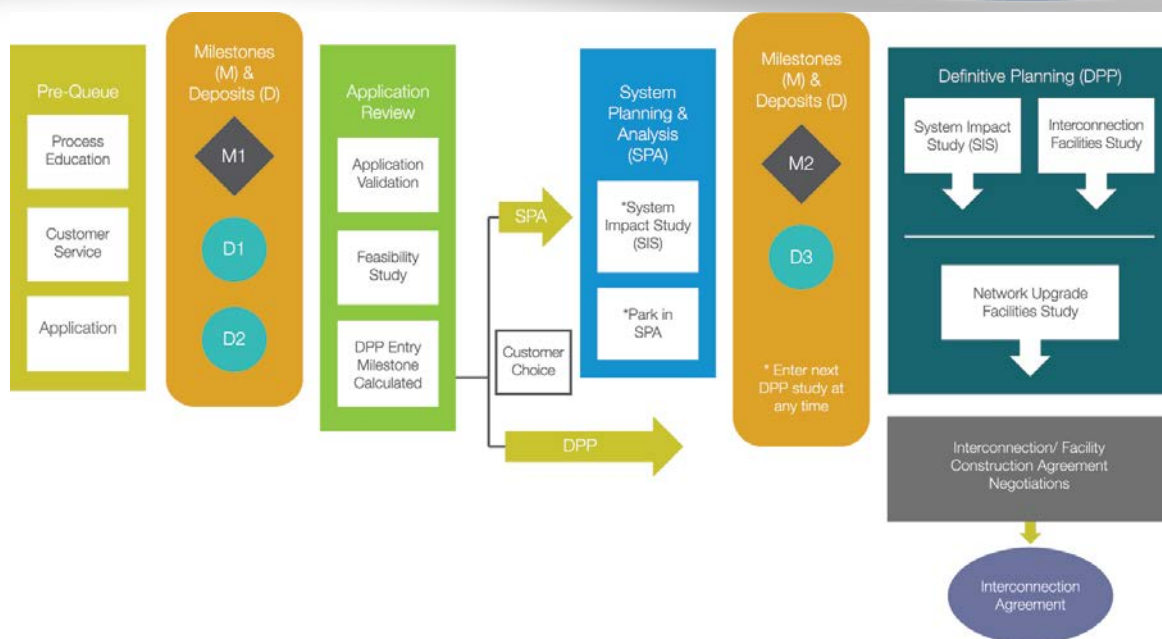 Pre-Queue
Process
Education
Customer
Service
Application
Milestones
(M) &
Deposits (D)
M1
D1
D2
Application
Review
Application
Validation
Feasibility
Study
DPP Entry
Milestone
Calculated
SPA
Customer
Choice
DPP
System
Planning &
Analysis
(SPA)
*System
Impact Study
(SIS)
*Park in
SPA
Milestones
(M) &
Deposits (D)
M2
D3
* Enter next
DPP study at
any time
Definitive Planning (DPP)
System Impact
Study (SIS)
Interconnection
Facilities Study
Network Upgrade
Facilities Study
Interconnection/ Facility
Construction Agreement
Negotiations
Interconnection
Agreement